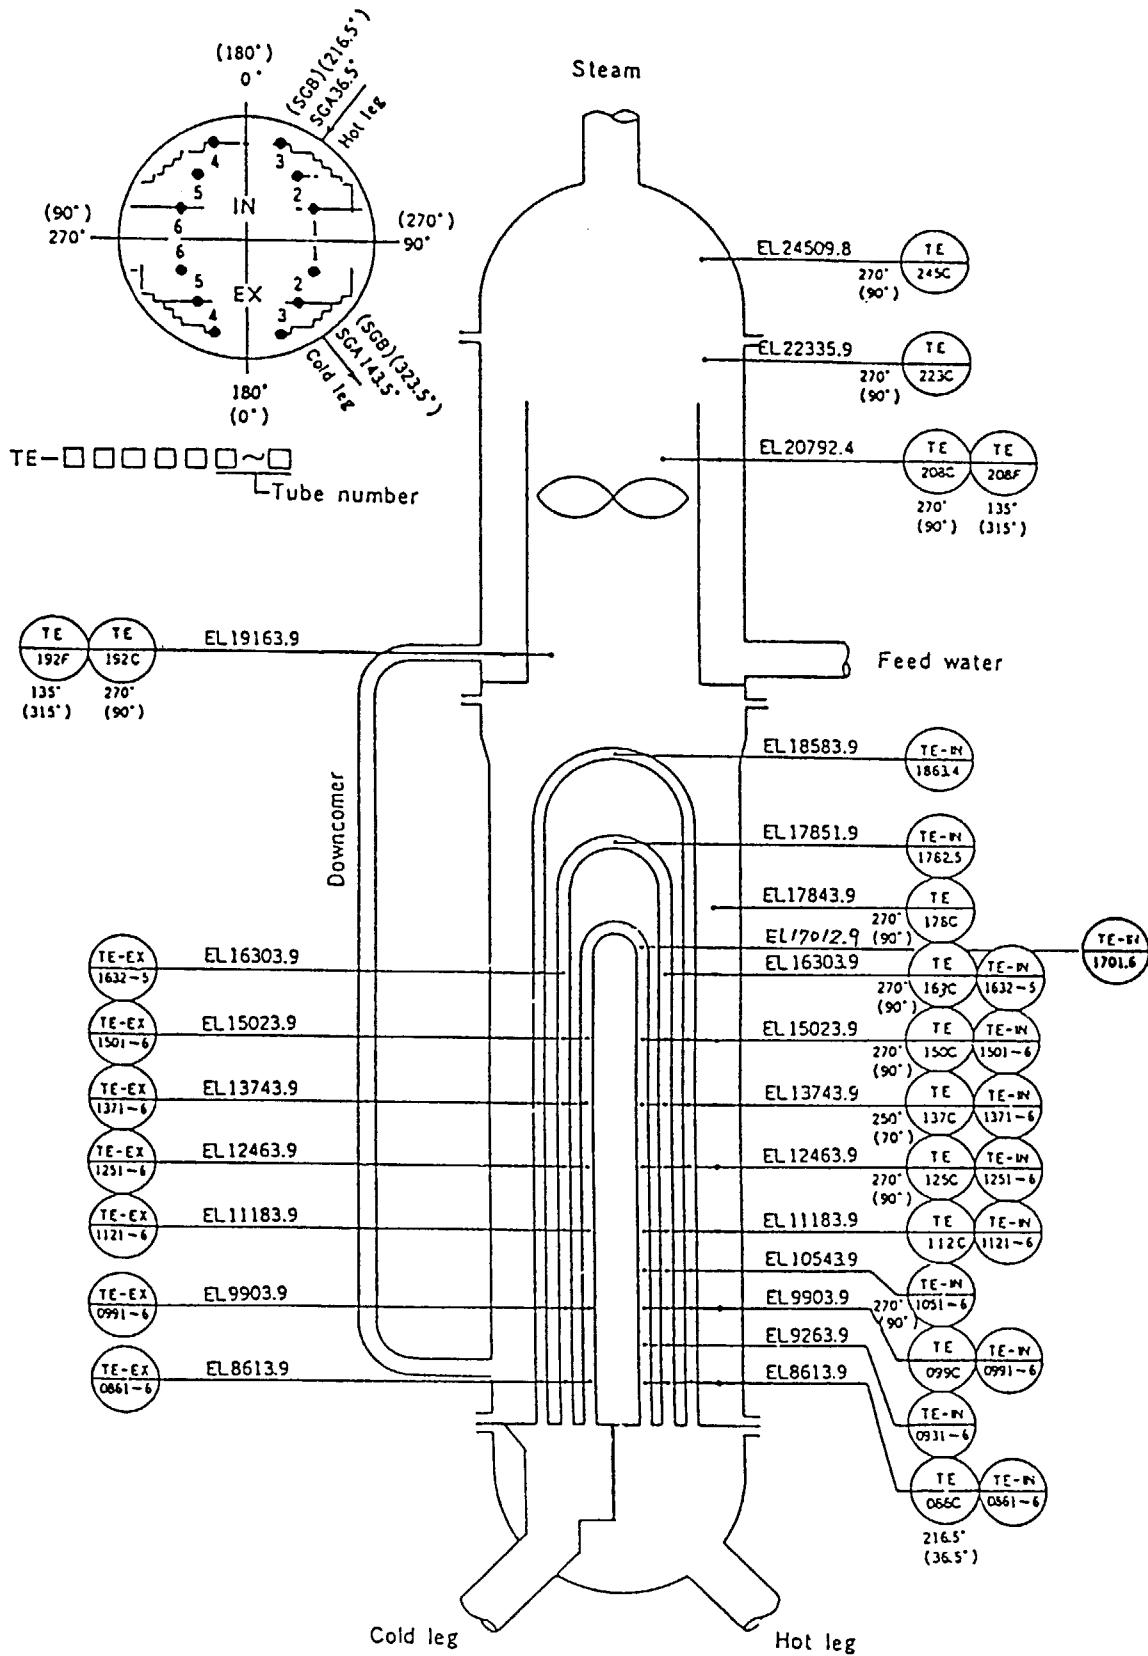 Steam
(180°)
0°
(SGB)(216.5°)
SGA36.5°
Hot leg
4
3
5
2
IN
6
1
(90°)
270°
(270°)
90°
6
1
5
2
EX
4
3
(SGB)(323.5°)
SGA143.5°
Cold leg
180°
(0°)
TE-□□□□□□~□
Tube number
EL24509.8
270°
(90°)
TE
245C
EL22335.9
270°
(90°)
TE
223C
EL20792.4
TE
208C
TE
208F
270°
(90°)
135°
(315°)
TE
192F
TE
192C
EL19163.9
135°
(315°)
270°
(90°)
Feed water
Downcomer
EL18583.9
TE-IN
1863.4
EL17851.9
TE-IN
1782.5
EL17843.9
270°
(90°)
TE
178C
EL17012.9
TE-IN
1701.6
TE-EX
1632-5
EL16303.9
EL16303.9
270°
(90°)
TE
163C
TE-IN
1632-5
TE-EX
1501~6
EL15023.9
EL15023.9
270°
(90°)
TE
150C
TE-IN
1501~6
TE-EX
1371~6
EL13743.9
EL13743.9
250°
(70°)
TE
137C
TE-IN
1371~6
TE-EX
1251~6
EL12463.9
EL12463.9
270°
(90°)
TE
125C
TE-IN
1251~6
TE-EX
1121~6
EL11183.9
EL11183.9
TE
112C
TE-IN
1121~6
EL10543.9
TE-IN
1051~6
TE-EX
0991~6
EL9903.9
EL9903.9
270°
(90°)
TE
099C
TE-IN
0991~6
EL9263.9
TE-IN
0931~6
TE-EX
0861~6
EL8613.9
EL8613.9
TE
086C
TE-IN
0861~6
216.5°
(36.5°)
Cold leg
Hot leg